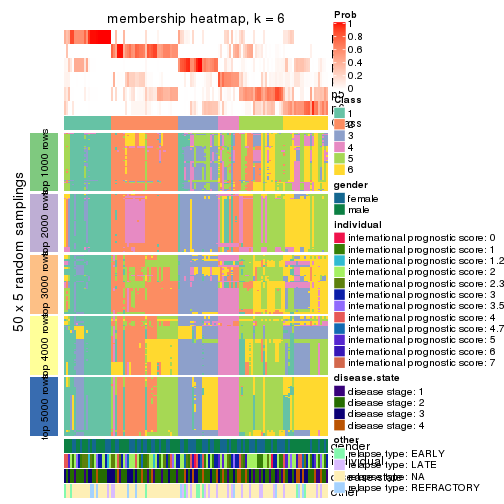 membership heatmap, k = 6
50 x 5 random samplings
top 1000 rows
top 2000 rows
top 3000 rows
top 4000 rows
top 5000 rows
Prob
1
0.8
0.6
0.4
0.2
0
Class
1
2
3
4
5
6
gender
female
male
individual
international prognostic score: 0
international prognostic score: 1
international prognostic score: 1.2
international prognostic score: 2
international prognostic score: 2.3
international prognostic score: 3
international prognostic score: 3.5
international prognostic score: 4
international prognostic score: 4.7
international prognostic score: 5
international prognostic score: 6
international prognostic score: 7
disease.state
disease stage: 1
disease stage: 2
disease stage: 3
disease stage: 4
other
relapse type: EARLY
relapse type: LATE
relapse type: NA
relapse type: REFRACTORY
gender
individual
other